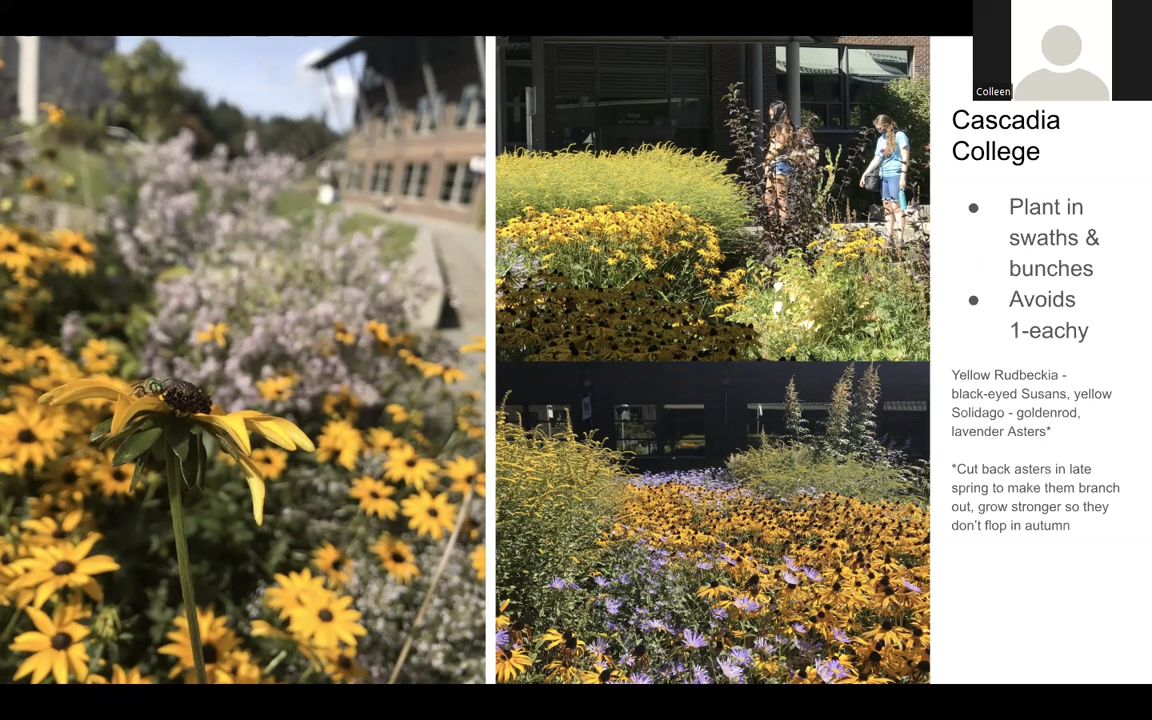 Colleen
Cascadia
College
● Plant in
swaths &
bunches
● Avoids
1-eachy
Yellow Rudbeckia -
black-eyed Susans, yellow
Solidago - goldenrod,
lavender Asters*
*Cut back asters in late
spring to make them branch
out, grow stronger so they
don't flop in autumn